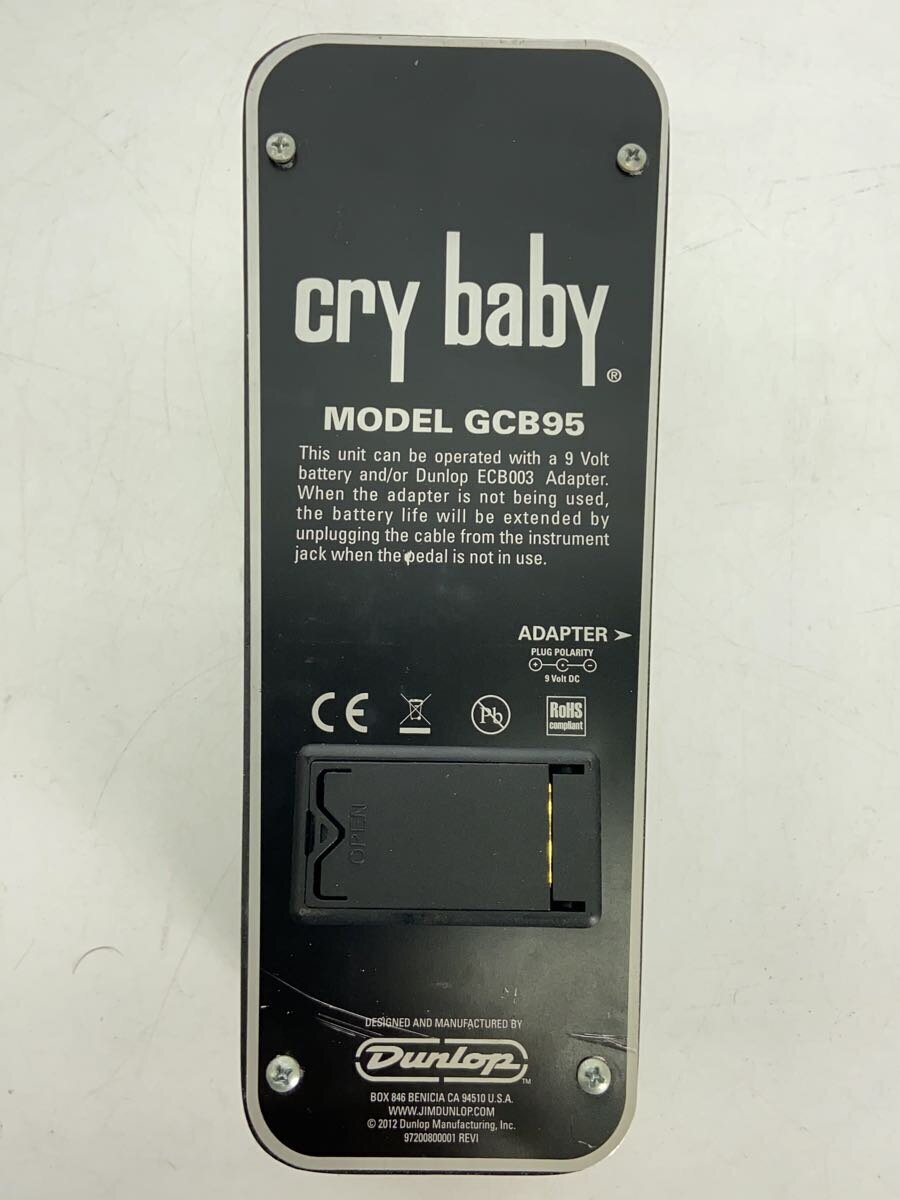 cry baby®
MODEL GCB95
This unit can be operated with a 9 Volt
battery and/or Dunlop ECB003 Adapter.
When the adapter is not being used,
the battery life will be extended by
unplugging the cable from the instrument
jack when the pedal is not in use.
ADAPTER
PLUG POLARITY
9 Volt DC
CE
Pb
RoHS
compliant
OPEN
DESIGNED AND MANUFACTURED BY
Dunlop™
BOX 846 BENICIA CA 94510 U.S.A.
WWW.JIMDUNLOP.COM
© 2012 Dunlop Manufacturing, Inc.
97200800001 REVI